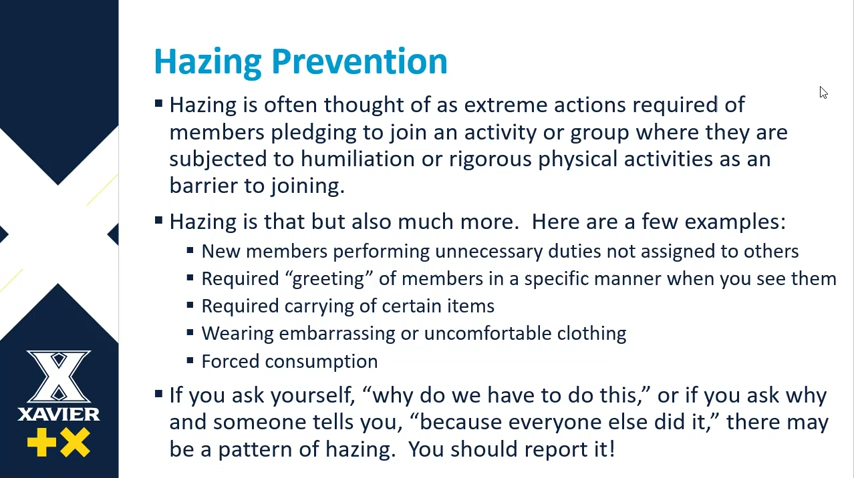 Hazing Prevention
▪ Hazing is often thought of as extreme actions required of
members pledging to join an activity or group where they are
subjected to humiliation or rigorous physical activities as an
barrier to joining.
▪ Hazing is that but also much more.  Here are a few examples:
▪ New members performing unnecessary duties not assigned to others
▪ Required “greeting” of members in a specific manner when you see them
▪ Required carrying of certain items
▪ Wearing embarrassing or uncomfortable clothing
▪ Forced consumption
▪ If you ask yourself, “why do we have to do this,” or if you ask why
and someone tells you, “because everyone else did it,” there may
be a pattern of hazing.  You should report it!
X
XAVIER